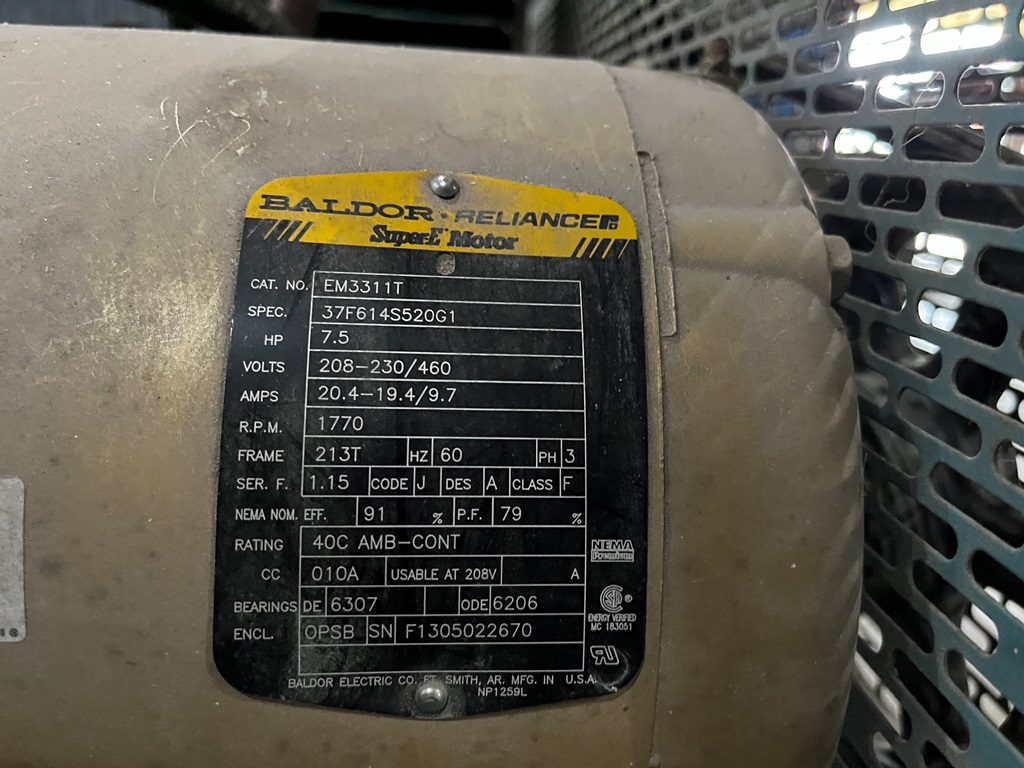 BALDOR · RELIANCER
Super-E Motor
CAT. NO. EM3311T
SPEC. 37F614S520G1
HP 7.5
VOLTS 208-230/460
AMPS 20.4-19.4/9.7
R.P.M. 1770
FRAME 213T HZ 60 PH 3
SER. F. 1.15 CODE J DES A CLASS F
NEMA NOM. EFF. 91 % P.F. 79 %
RATING 40C AMB-CONT
NEMA
Premium
CC 010A USABLE AT 208V A
BEARINGS DE 6307 ODE 6206
ENERGY VERIFIED
MC 183051
ENCL. OPSB SN F1305022670
BALDOR ELECTRIC CO. FT. SMITH, AR. MFG. IN U.S.A.
NP1259L